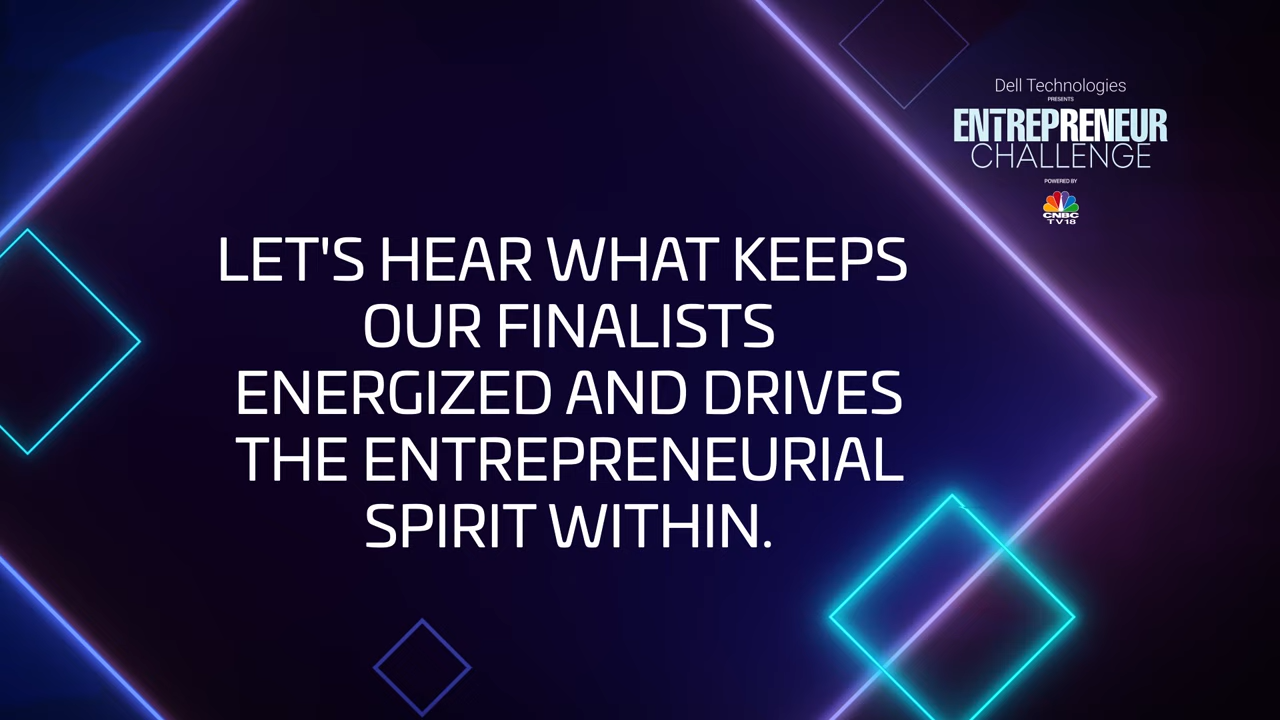 Dell Technologies
PRESENTS
ENTREPRENEUR
CHALLENGE
POWERED BY
CNBC
TV18
LET'S HEAR WHAT KEEPS
OUR FINALISTS
ENERGIZED AND DRIVES
THE ENTREPRENEURIAL
SPIRIT WITHIN.